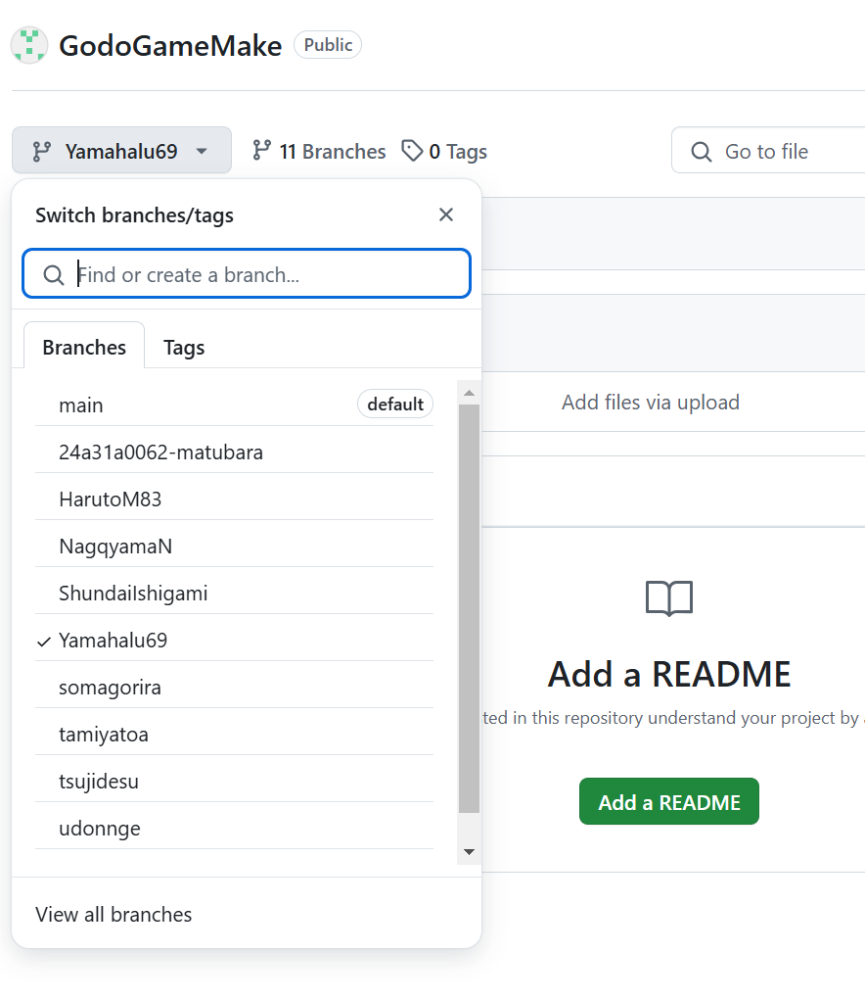 GodoGameMake Public
Yamahalu69 11 Branches 0 Tags Go to file
Switch branches/tags
Find or create a branch...
Branches Tags
main default
Add files via upload
24a31a0062-matubara
HarutoM83
NagqyamaN
ShundaiIshigami
Yamahalu69
somagorira
tamiyatoa
tsujidesu
udonnge
View all branches
Add a README
ted in this repository understand your project by
Add a README